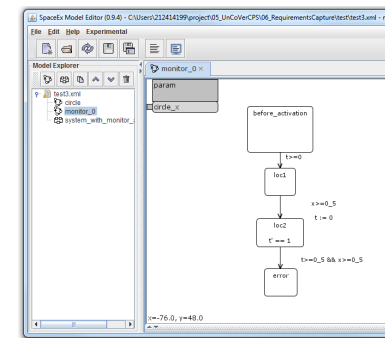 SpaceEx Model Editor (0.9.4) - C:\Users\212414199\project\05_UnCoVerCPS\06_RequirementsCapture\test\test3.xml - 
File Edit Help Experimental
Model Explorer
test3.xml
circle
monitor_0
system_with_monitor_
monitor_0 ×
param
circle_x
before_activation
t>=0
loc1
x>=0_5
t := 0
loc2
t' == 1
t>=0_5 && x>=0_5
error
x=-76.0, y=48.0